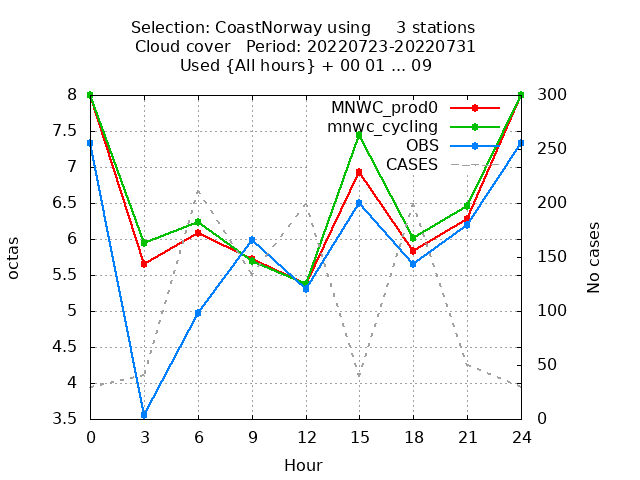 Selection: CoastNorway using     3 stations
Cloud cover   Period: 20220723-20220731
Used {All hours} + 00 01 ... 09
MNWC_prod0
mnwc_cycling
OBS
CASES
octas
8
7.5
7
6.5
6
5.5
5
4.5
4
3.5
300
250
200
150
100
50
0
No cases
0 3 6 9 12 15 18 21 24
Hour